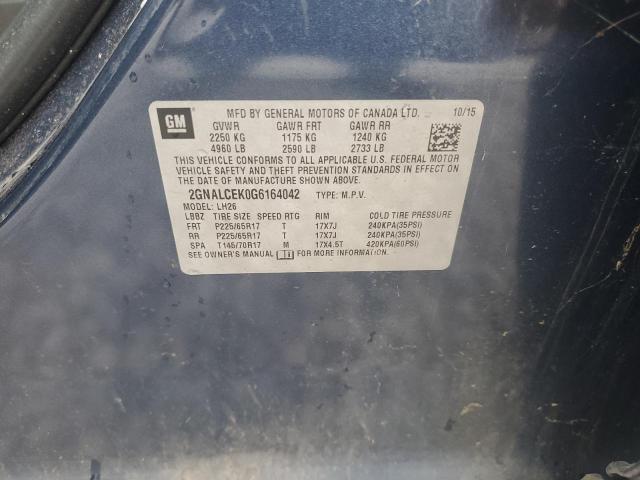 GM MFD BY GENERAL MOTORS OF CANADA LTD. 10/15
GVWR GAWR FRT GAWR RR
2250 KG 1175 KG 1240 KG
4960 LB 2590 LB 2733 LB
THIS VEHICLE CONFORMS TO ALL APPLICABLE U.S. FEDERAL MOTOR
VEHICLE SAFETY AND THEFT PREVENTION STANDARDS IN EFFECT
ON THE DATE OF MANUFACTURE SHOWN ABOVE.
2GNALCEK0G6164042 TYPE: M.P.V.
MODEL: LH26
LBBZ TIRE SIZE SPEED RTG RIM COLD TIRE PRESSURE
FRT P225/65R17 T 17X7J 240KPA(35PSI)
RR P225/65R17 T 17X7J 240KPA(35PSI)
SPA T145/70R17 M 17X4.5T 420KPA(60PSI)
SEE OWNER'S MANUAL FOR MORE INFORMATION.